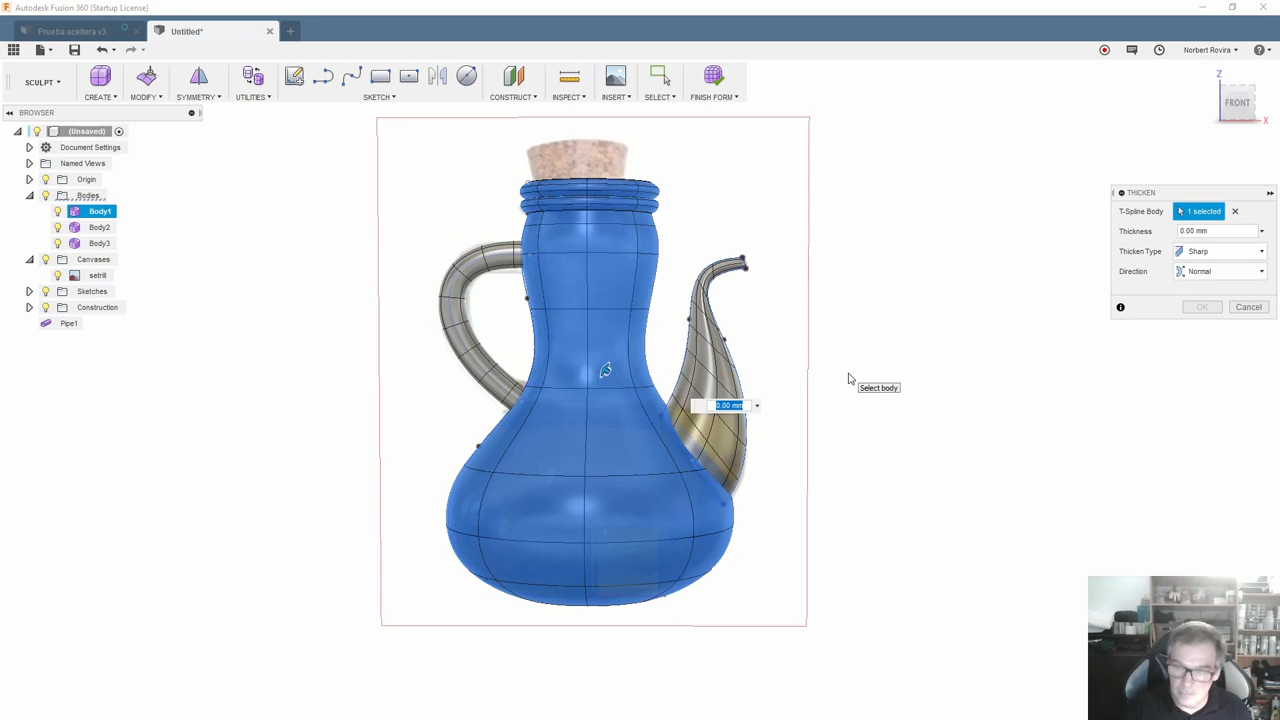 Autodesk Fusion 360 (Startup License)
Prueba aceitera v3
Untitled*
Norbert Rovira
SCULPT
CREATE
MODIFY
SYMMETRY
UTILITIES
SKETCH
CONSTRUCT
INSPECT
INSERT
SELECT
FINISH FORM
BROWSER
(Unsaved)
Document Settings
Named Views
Origin
Bodies
Body1
Body2
Body3
Canvases
setrill
Sketches
Construction
Pipe1
Z
FRONT
X
THICKEN
T-Spline Body 1 selected
Thickness 0.00 mm
Thicken Type Sharp
Direction Normal
OK Cancel
Select body
0.00 mm